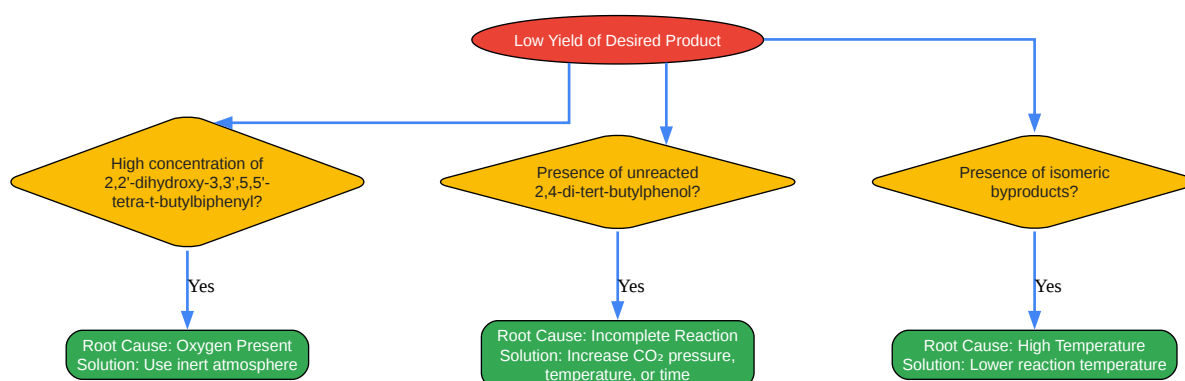 Low Yield of Desired Product
High concentration of
2,2'-dihydroxy-3,3',5,5'-
tetra-t-butylbiphenyl?
Presence of unreacted
2,4-di-tert-butylphenol?
Presence of isomeric
byproducts?
Yes
Yes
Yes
Root Cause: Oxygen Present
Solution: Use inert atmosphere
Root Cause: Incomplete Reaction
Solution: Increase CO₂ pressure,
temperature, or time
Root Cause: High Temperature
Solution: Lower reaction temperature